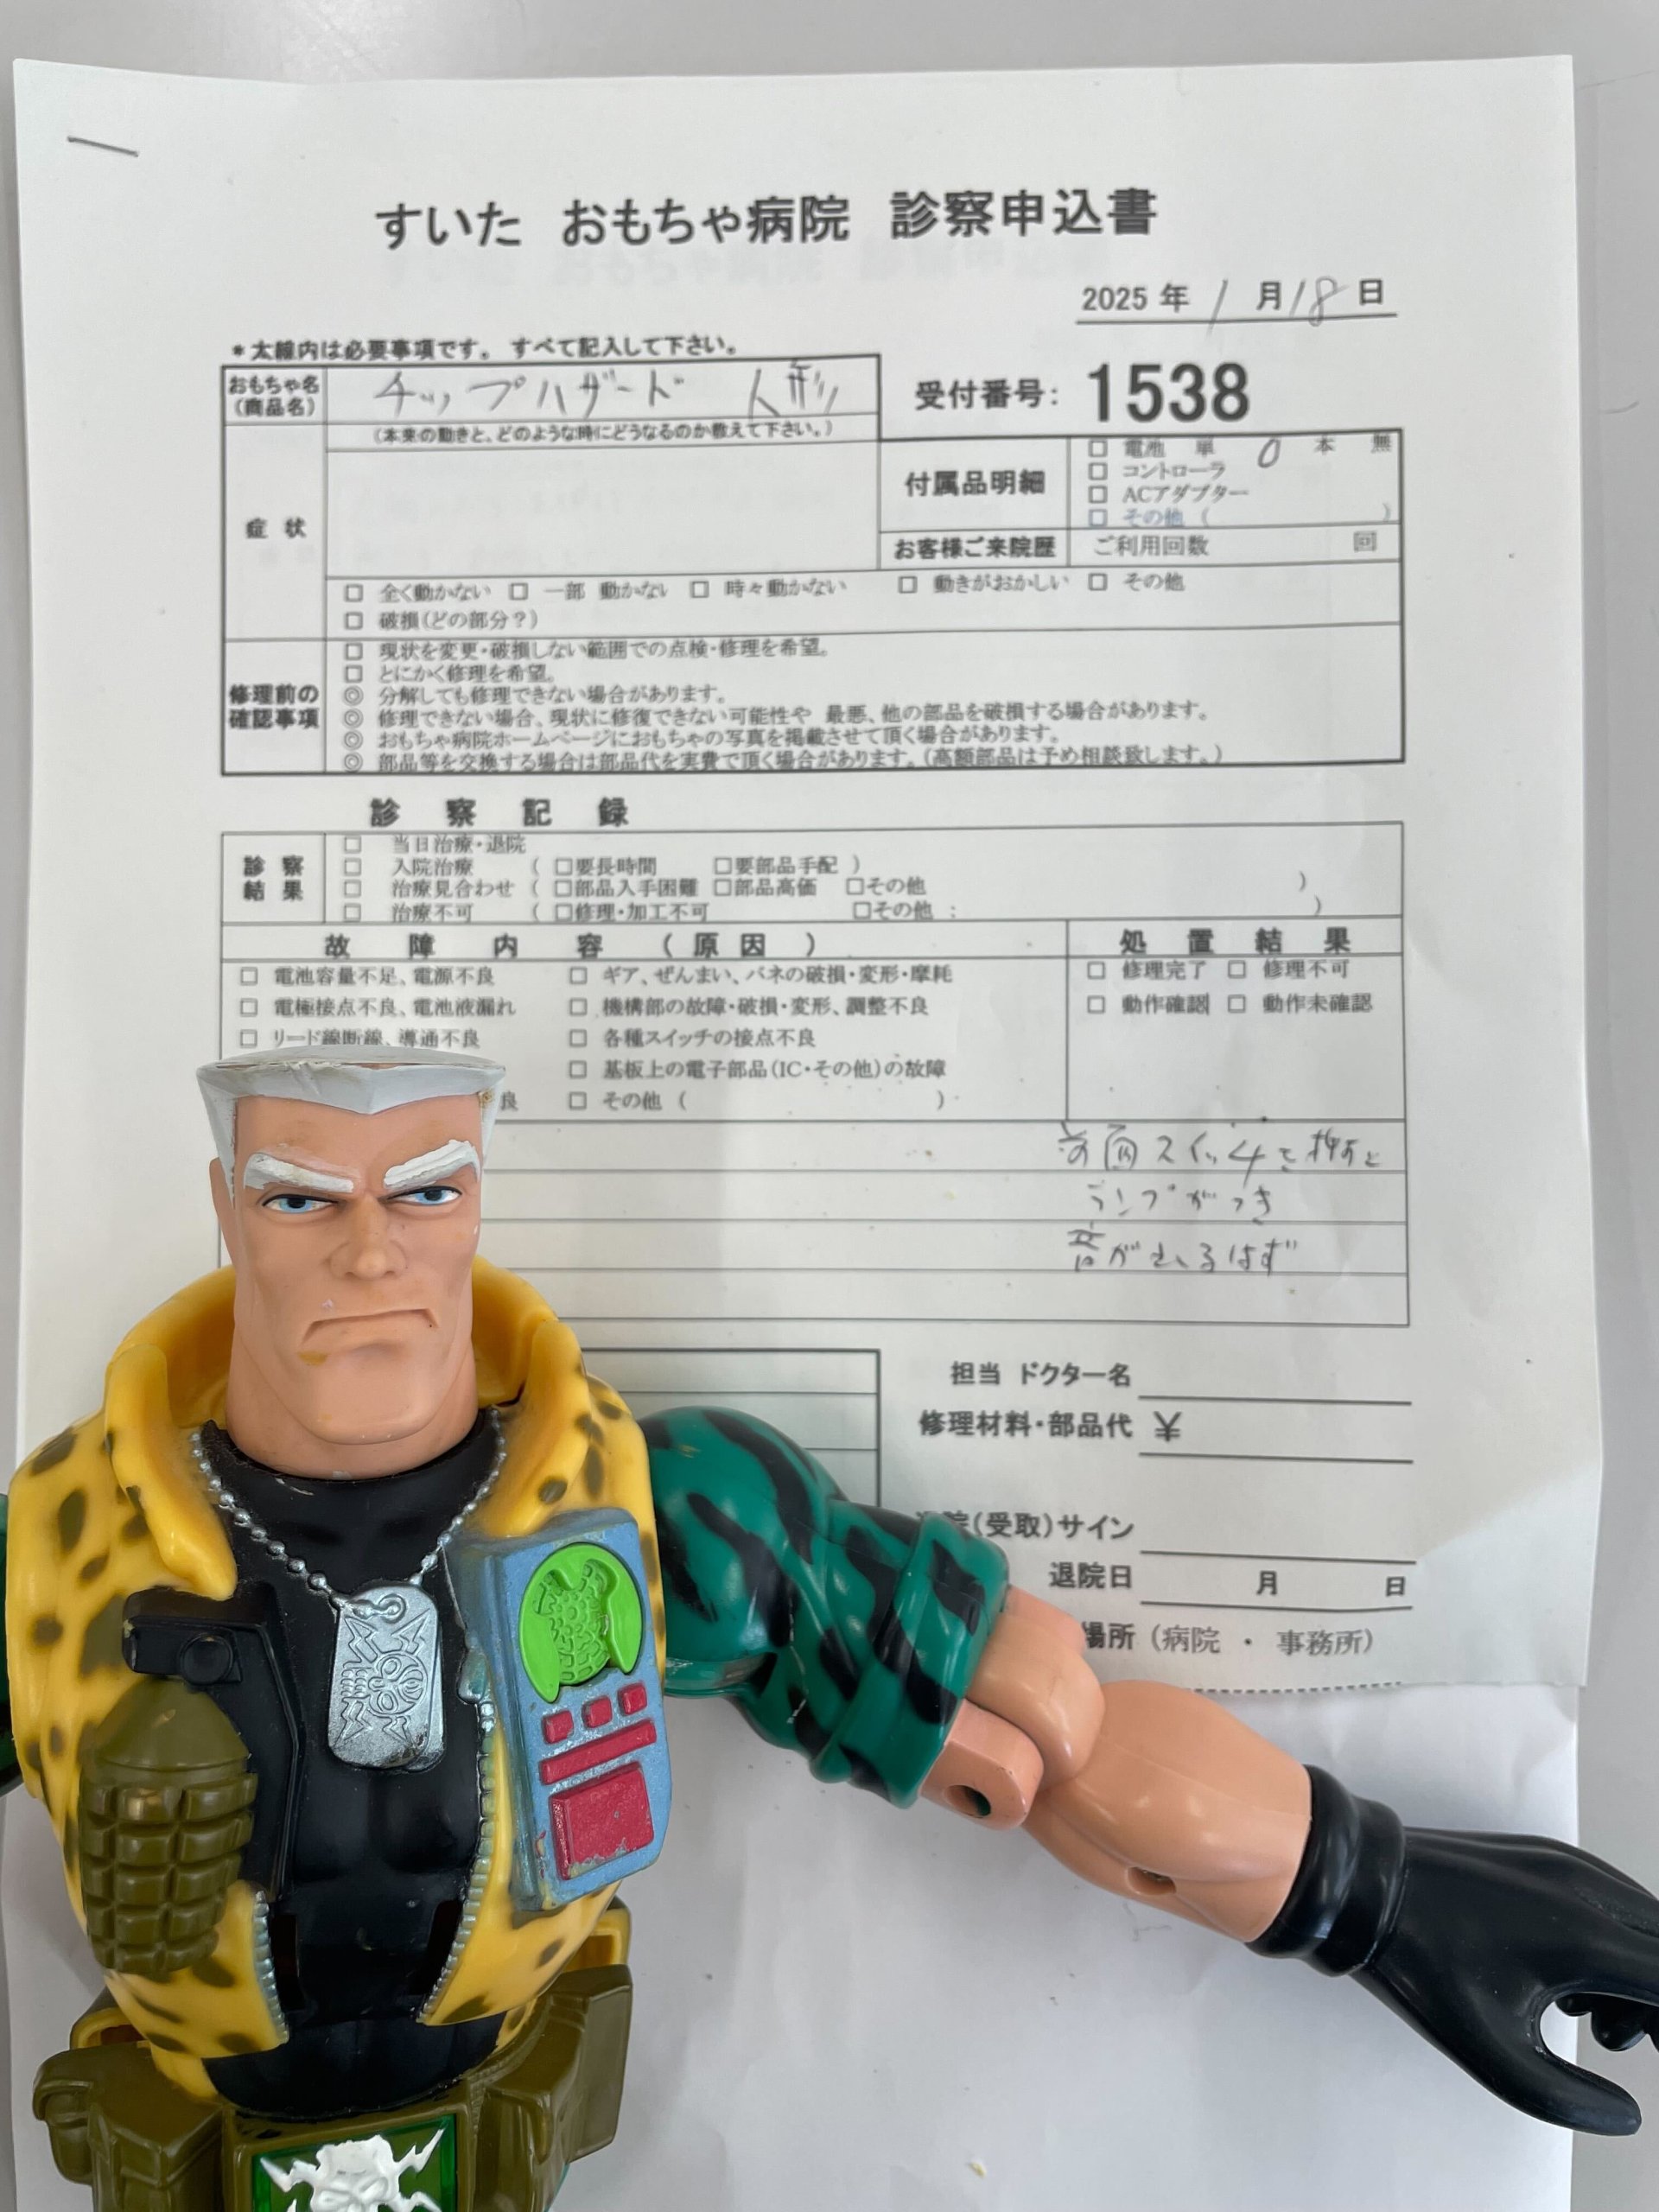 すいた おもちゃ病院 診察申込書
2025 年 1 月 18 日
＊太線内は必要事項です。 すべて記入して下さい。
おもちゃ名
(商品名)
チップハザード 人形
受付番号: 1538
(本来の動きと、どのような時にどうなるのか教えて下さい。)
症 状
付属品明細
□ 電池 単 0 本 無
□ コントローラ
□ ACアダプター
□ その他 ( )
お客様ご来院歴 ご利用回数 回
□ 全く動かない □ 一部 動かない □ 時々動かない □ 動きがおかしい □ その他
□ 破損(どの部分?)
修理前の
確認事項
□ 現状を変更・破損しない範囲での点検・修理を希望。
□ とにかく修理を希望。
◎ 分解しても修理できない場合があります。
◎ 修理できない場合、現状に修復できない可能性や 最悪、他の部品を破損する場合があります。
◎ おもちゃ病院ホームページにおもちゃの写真を掲載させて頂く場合があります。
◎ 部品等を交換する場合は部品代を実費で頂く場合があります。(高額部品は予め相談致します。)
診 察 記 録
診 察
結 果
□ 当日治療・退院
□ 入院治療 ( □要長時間 □要部品手配 )
□ 治療見合わせ ( □部品入手困難 □部品高価 □その他 )
□ 治療不可 ( □修理・加工不可 □その他 : )
故 障 内 容 ( 原 因 )
処 置 結 果
□ 電池容量不足、電源不良 □ ギア、ぜんまい、バネの破損・変形・摩耗
□ 修理完了 □ 修理不可
□ 電極接点不良、電池液漏れ □ 機構部の故障・破損・変形、調整不良
□ 動作確認 □ 動作未確認
□ リード線断線、導通不良 □ 各種スイッチの接点不良
□ 基板上の電子部品(IC・その他)の故障
良 □ その他 ( )
スイッチを押すと
ランプがつき
音が出るはず
担当 ドクター名
修理材料・部品代 ¥
院(受取)サイン
退院日 月 日
場所 (病院 ・ 事務所)